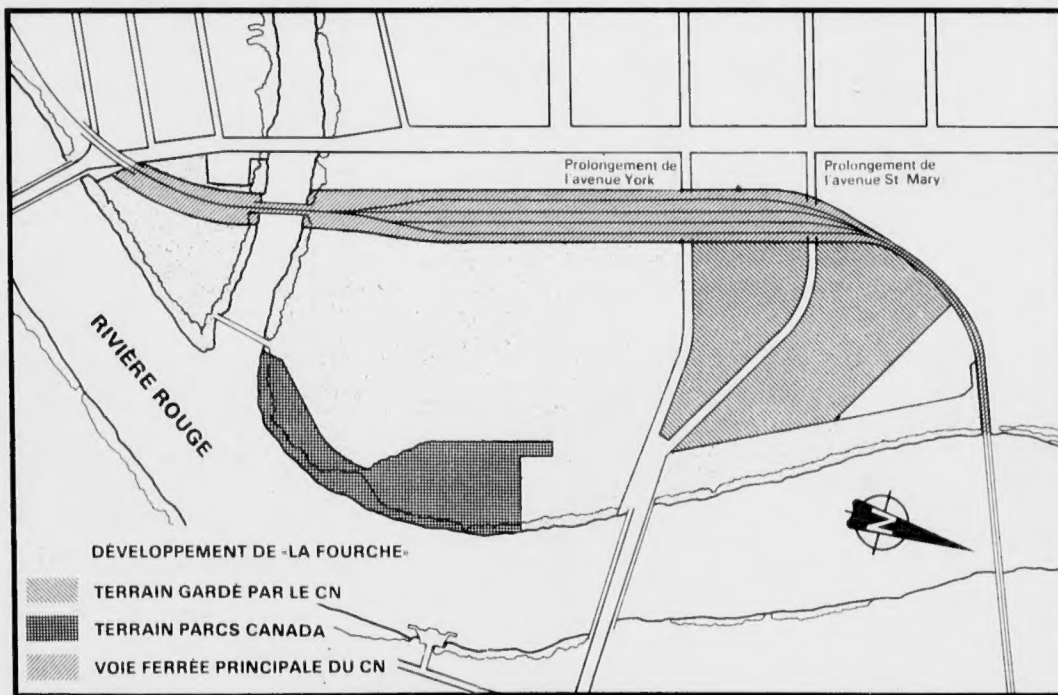 Prolongement de
l'avenue York
Prolongement de
l'avenue St Mary
RIVIÈRE ROUGE
N
DÉVELOPPEMENT DE «LA FOURCHE»
TERRAIN GARDÉ PAR LE CN
TERRAIN PARCS CANADA
VOIE FERRÉE PRINCIPALE DU CN